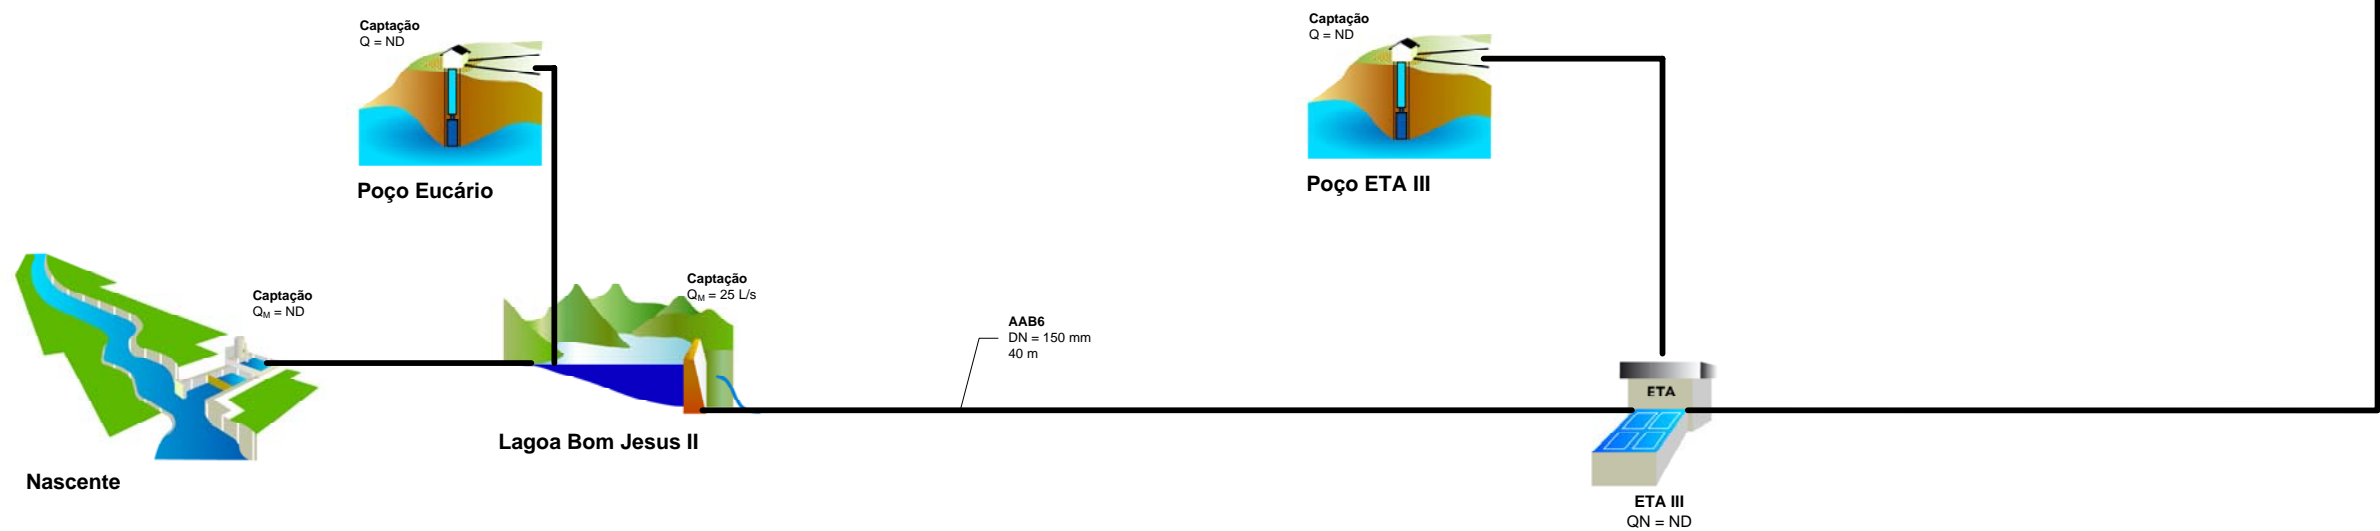 Captação
Q = ND
Poço Eucário
Captação
Q = ND
Poço ETA III
Captação
QM = ND
Nascente
Captação
QM = 25 L/s
Lagoa Bom Jesus II
AAB6
DN = 150 mm
40 m
ETA
ETA III
QN = ND